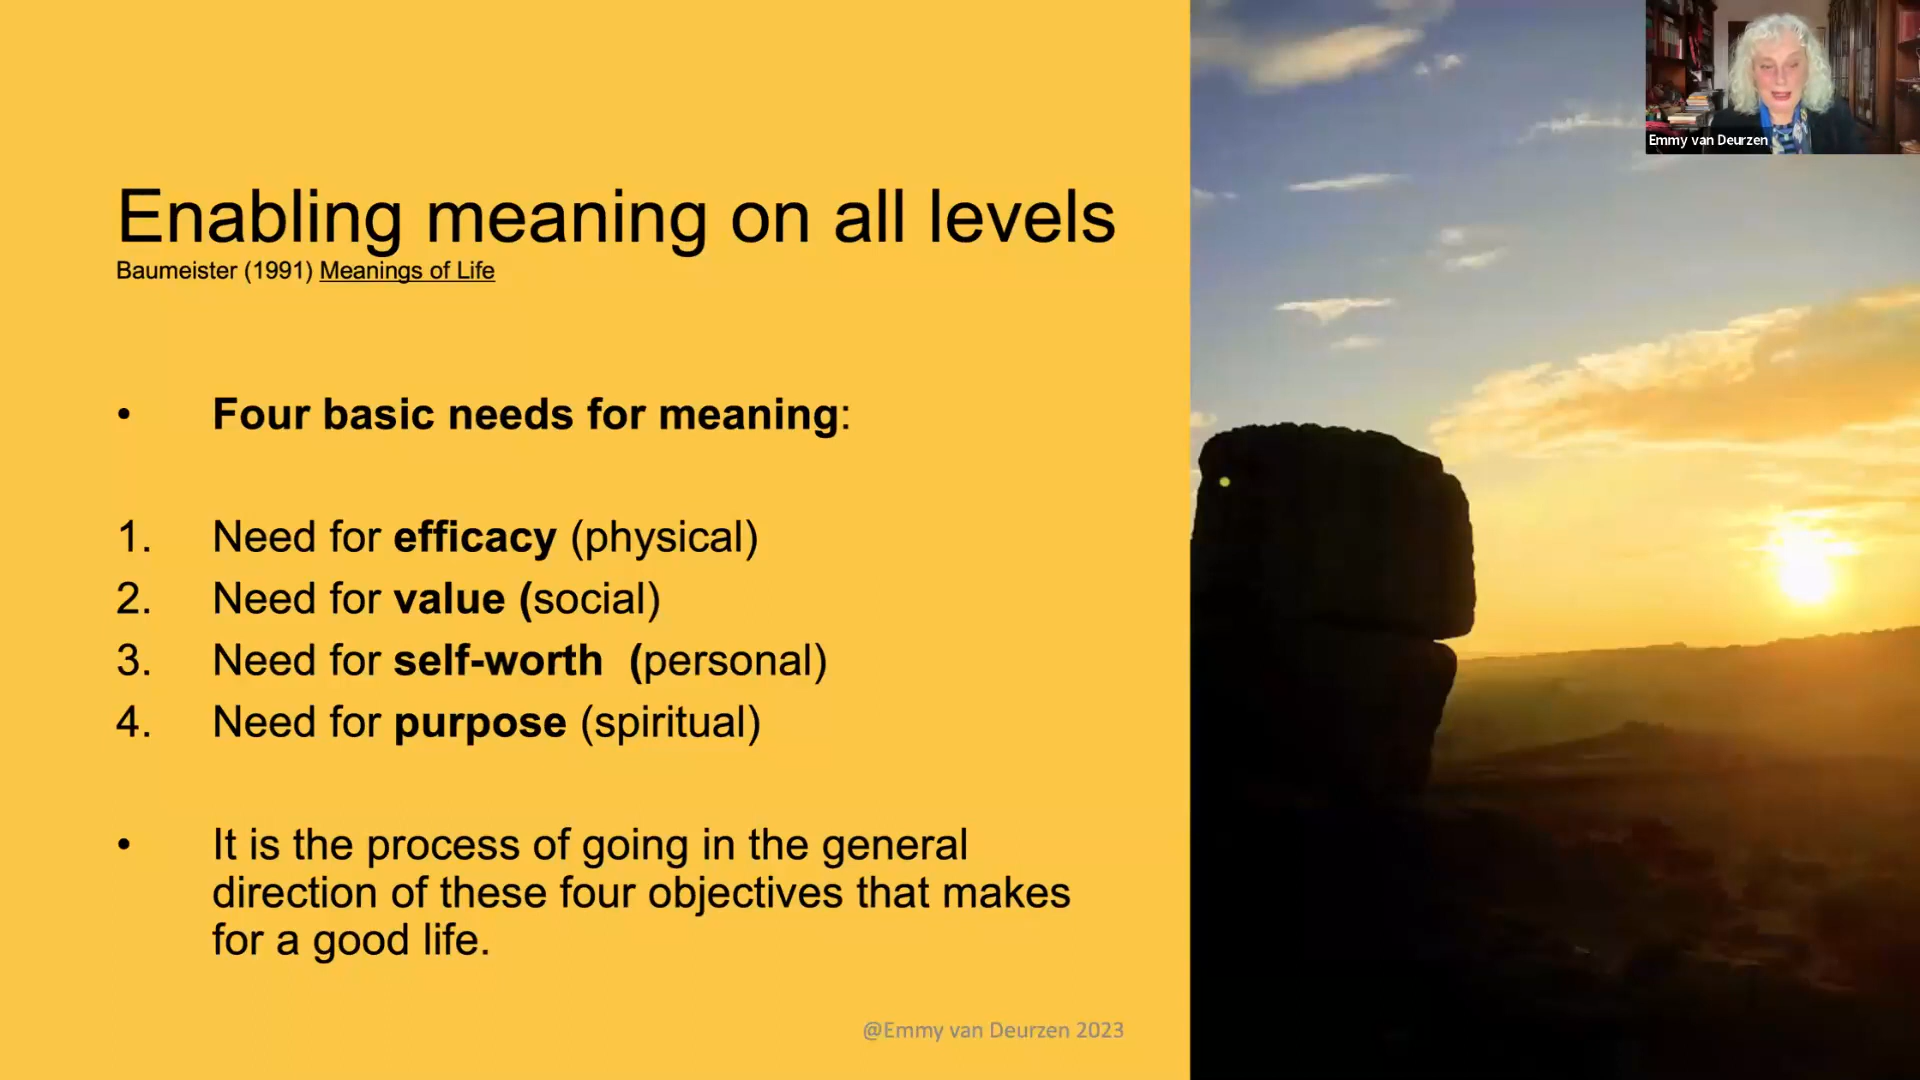 Emmy van Deurzen
Enabling meaning on all levels
Baumeister (1991) Meanings of Life
• Four basic needs for meaning:
1. Need for efficacy (physical)
2. Need for value (social)
3. Need for self-worth  (personal)
4. Need for purpose (spiritual)
• It is the process of going in the general
direction of these four objectives that makes
for a good life.
@Emmy van Deurzen 2023